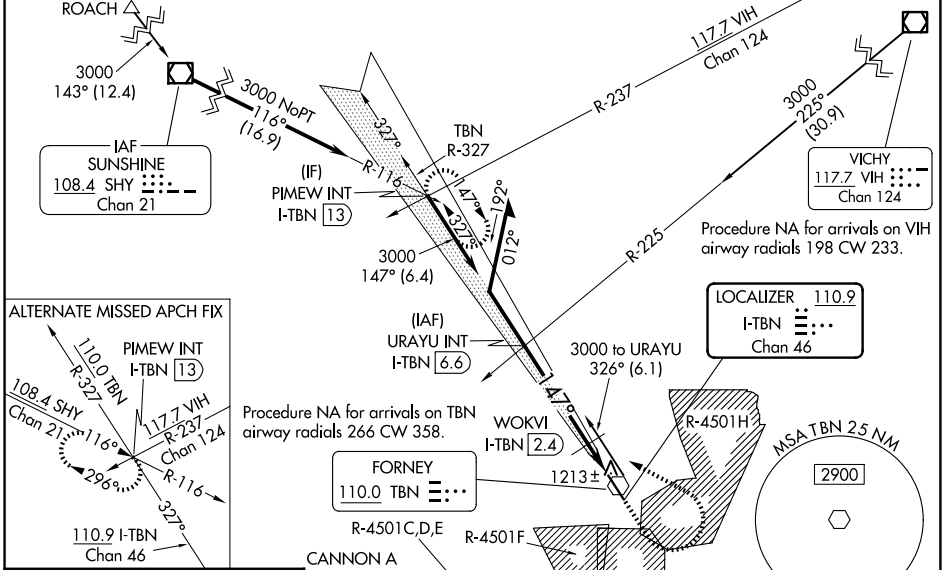 ROACH
3000
143° (12.4)
IAF
SUNSHINE
108.4 SHY
Chan 21
3000 NoPT
116°
(16.9)
R-116
(IF)
PIMEW INT
I-TBN 13
327°
TBN
R-327
147°
327°
192°
012°
3000
147° (6.4)
117.7 VIH
Chan 124
R-237
3000
225°
(30.9)
R-225
VICHY
117.7 VIH
Chan 124
Procedure NA for arrivals on VIH
airway radials 198 CW 233.
LOCALIZER 110.9
I-TBN
Chan 46
(IAF)
URAYU INT
I-TBN 6.6
3000 to URAYU
326° (6.1)
147°
WOKVI
I-TBN 2.4
1213±
Procedure NA for arrivals on TBN
airway radials 266 CW 358.
FORNEY
110.0 TBN
R-4501H
R-4501C,D,E
R-4501F
CANNON A
MSA TBN 25 NM
2900
ALTERNATE MISSED APCH FIX
110.0 TBN
R-327
PIMEW INT
I-TBN 13
108.4 SHY
Chan 21
116°
296°
117.7 VIH
R-237
Chan 124
R-116
327°
110.9 I-TBN
Chan 46